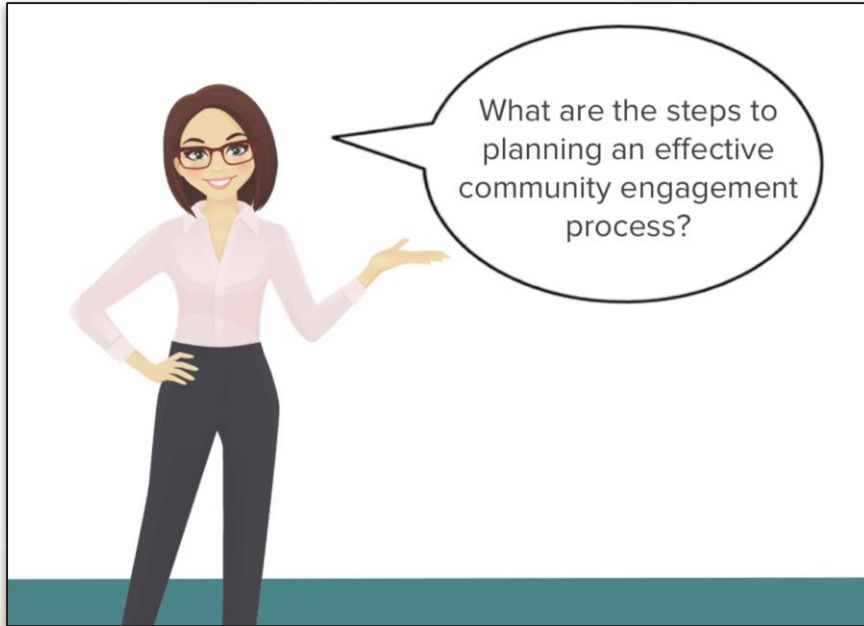 What are the steps to
planning an effective
community engagement
process?